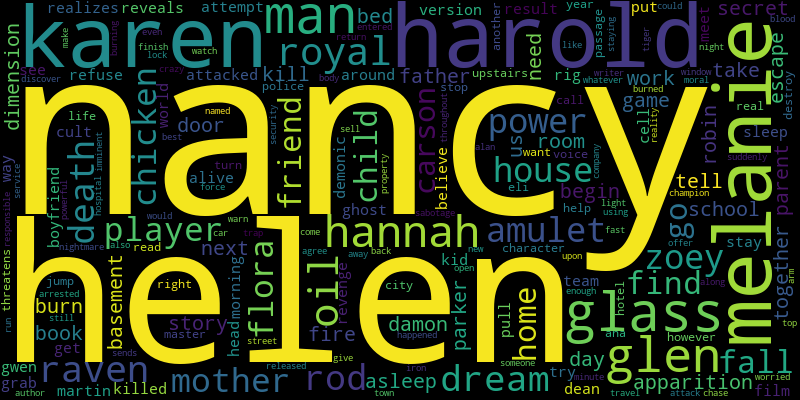 karen
harold
man
royal
bed
version
result
year
put
secret
attempt
realizes
reveals
refuse
attacked
kill
around
father
need
upstairs
rig
meet
work
take
escape
dimension
melanie
nancy
helen
see
life
cult
door
death
boyfriend
way
chicken
world
friend
alive
demonic
child
carson
believe
power
us
room
house
begin
cell
game
robin
tell
go
school
parent
sleep
together
destroy
player
ghost
hannah
amulet
zoey
stay
find
next
flora
oil
kid
parker
home
glass
basement
morning
head
story
burn
book
get
fire
revenge
damon
pull
day
glen
fall
raven
mother
rod
asleep
dream
try
apparition
gwen
grab
martin
killed
dean
film
team
hotel
however
character
voice
want
help
eli
police
security
property
city
right
master
street
car
warn
trap
force
named
best
turn
crazy
would
also
read
come
agree
away
back
new
open
offer
upon
fast
using
light
company
reality
real
suddenly
champion
along
travel
attack
chase
worried
arm
top
blood
night
tiger
like
writer
window
whatever
moral
burned
could
staying
passage
another
entered
return
body
watch
lock
finish
even
make
burning
discover
stop
call
sell
alan
throughout
sabotage
minute
someone
enough
ana
iron
give
happened
town
released
sends
author
arrested
still
jump
run
threatens
nightmare
hospital
imminent
powerful
responsible
service